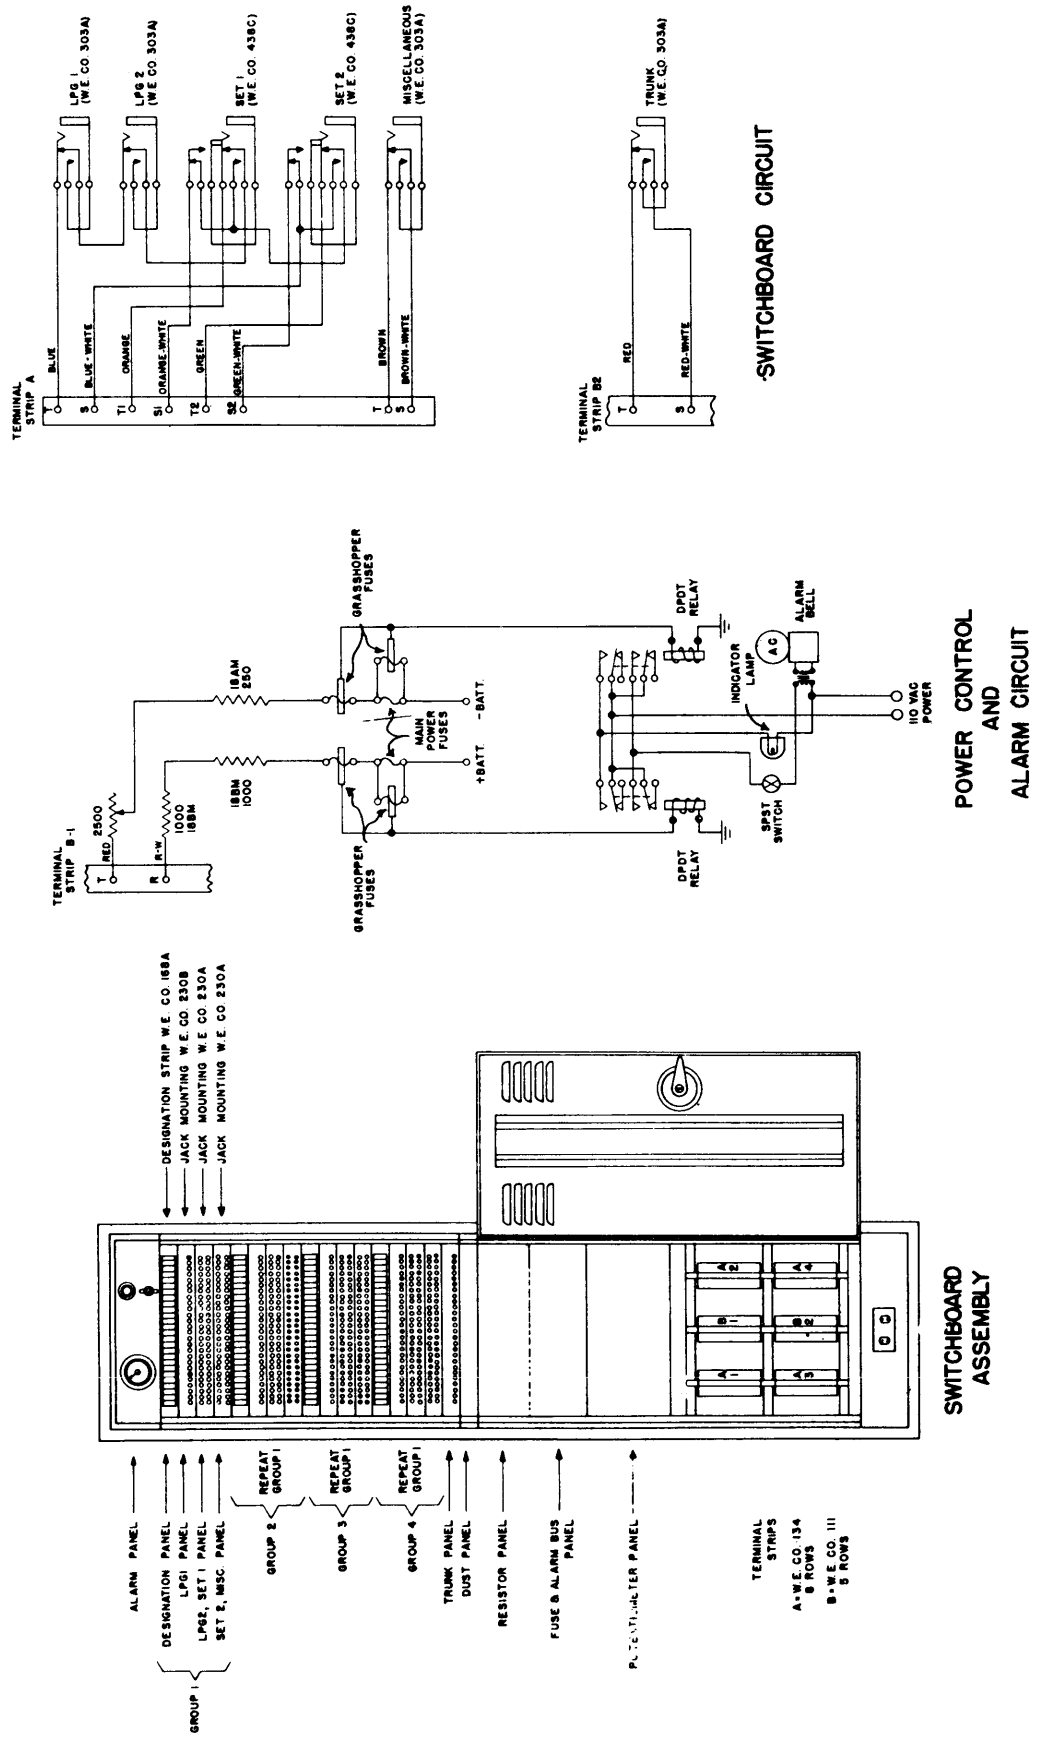 ALARM PANEL
DESIGNATION PANEL
LPG1 PANEL
LPG2, SET 1 PANEL
SET 2, MISC. PANEL
GROUP 1
REPEAT
GROUP 1
GROUP 2
REPEAT
GROUP 1
GROUP 3
REPEAT
GROUP 1
GROUP 4
TRUNK PANEL
DUST PANEL
RESISTOR PANEL
FUSE & ALARM BUS
PANEL
PANEL
TERMINAL
STRIPS
A=W.E. CO. 134
8 ROWS
B=W.E. CO. 111
5 ROWS
DESIGNATION STRIP W.E. CO. 168A
JACK MOUNTING W.E. CO. 230B
JACK MOUNTING W.E. CO. 230A
JACK MOUNTING W.E. CO. 230A
A 1
B 1
A 2
A 3
B 2
A 4
SWITCHBOARD
ASSEMBLY
TERMINAL
STRIP B-1
T
RED
2500
R
R-W
1000
18BM
18BM
1000
18AM
250
GRASSHOPPER
FUSES
GRASSHOPPER
FUSES
MAIN
POWER
FUSES
+BATT.
-BATT.
DPDT
RELAY
DPDT
RELAY
SPST
SWITCH
INDICATOR
LAMP
AC
ALARM
BELL
110 VAC
POWER
POWER CONTROL
AND
ALARM CIRCUIT
TERMINAL
STRIP A
T
BLUE
S
BLUE-WHITE
T1
ORANGE
S1
ORANGE-WHITE
T2
GREEN
S2
GREEN-WHITE
T
BROWN
S
BROWN-WHITE
LPG 1
(W.E. CO. 303A)
LPG 2
(W.E. CO. 303A)
SET 1
(W.E. CO. 438C)
SET 2
(W.E. CO. 438C)
MISCELLANEOUS
(W.E. CO. 303A)
TERMINAL
STRIP B2
T
RED
S
RED-WHITE
TRUNK
(W.E. CO. 303A)
SWITCHBOARD CIRCUIT